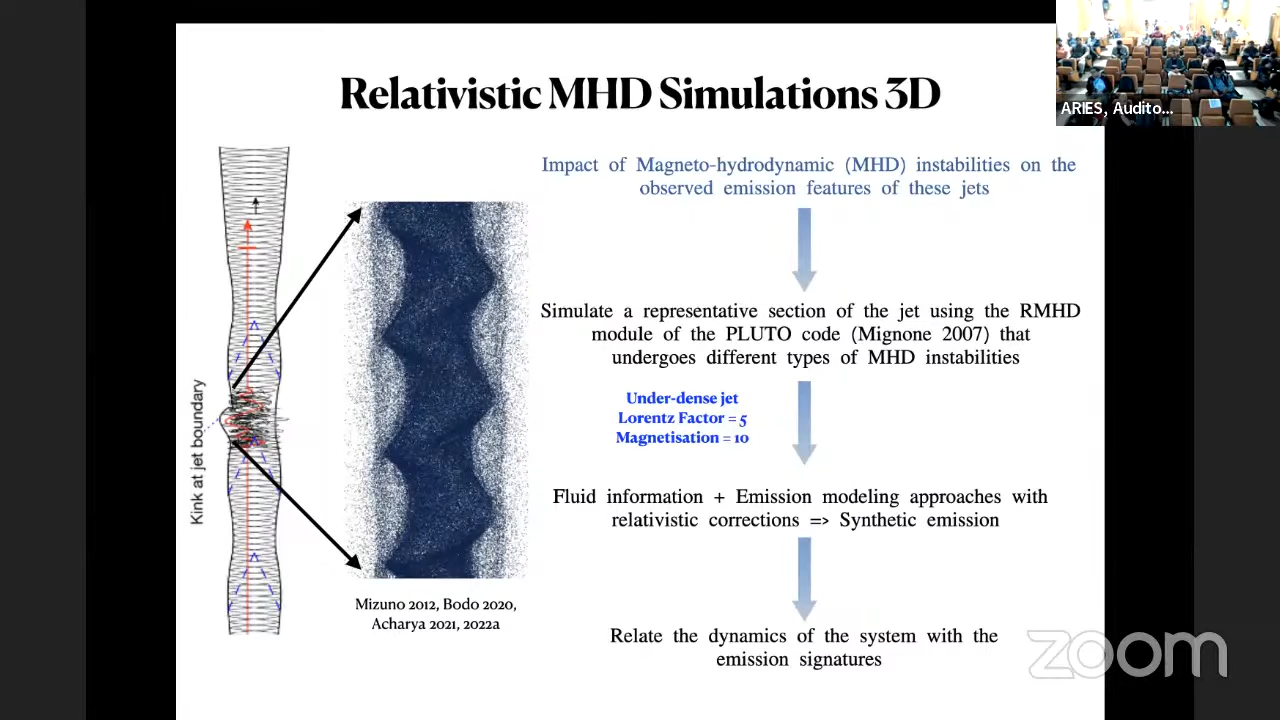 Relativistic MHD Simulations 3D
ARIES, Audito...
Impact of Magneto-hydrodynamic (MHD) instabilities on the
observed emission features of these jets
Simulate a representative section of the jet using the RMHD
module of the PLUTO code (Mignone 2007) that
undergoes different types of MHD instabilities
Under-dense jet
Lorentz Factor = 5
Magnetisation = 10
Kink at jet boundary
Fluid information + Emission modeling approaches with
relativistic corrections => Synthetic emission
Mizuno 2012, Bodo 2020,
Acharya 2021, 2022a
Relate the dynamics of the system with the
emission signatures
zoom